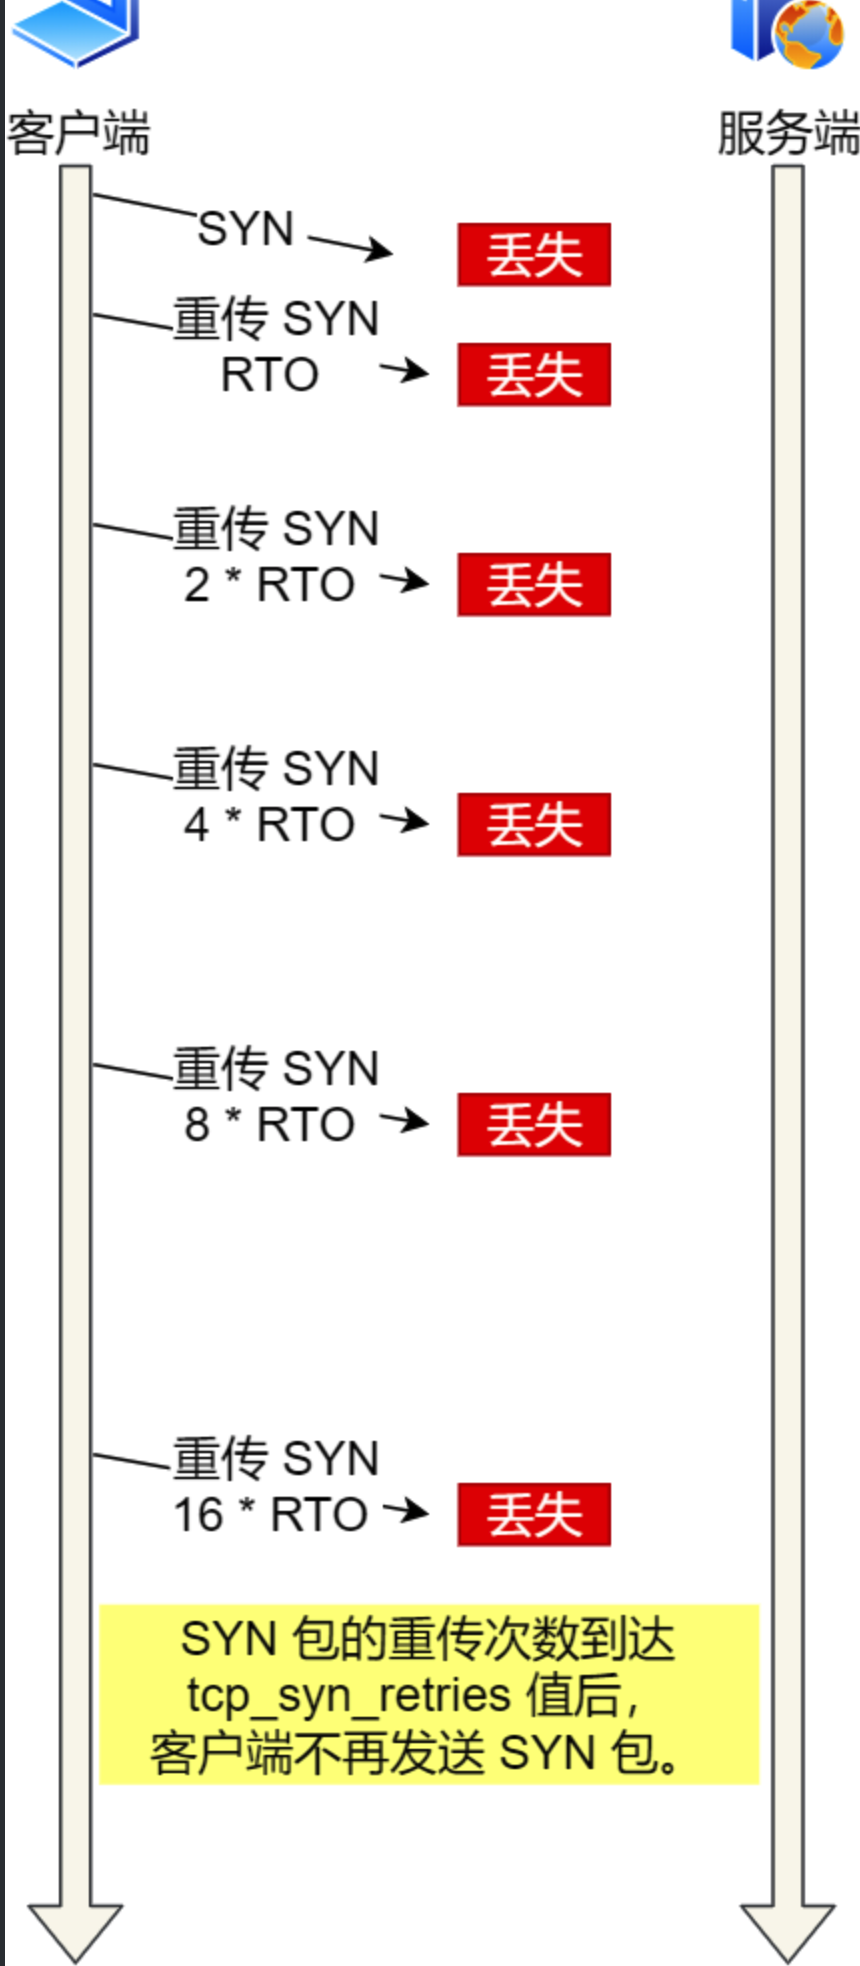 客户端
服务端
SYN
丢失
重传 SYN
RTO
丢失
重传 SYN
2 * RTO
丢失
重传 SYN
4 * RTO
丢失
重传 SYN
8 * RTO
丢失
重传 SYN
16 * RTO
丢失
SYN 包的重传次数到达
tcp_syn_retries 值后，
客户端不再发送 SYN 包。